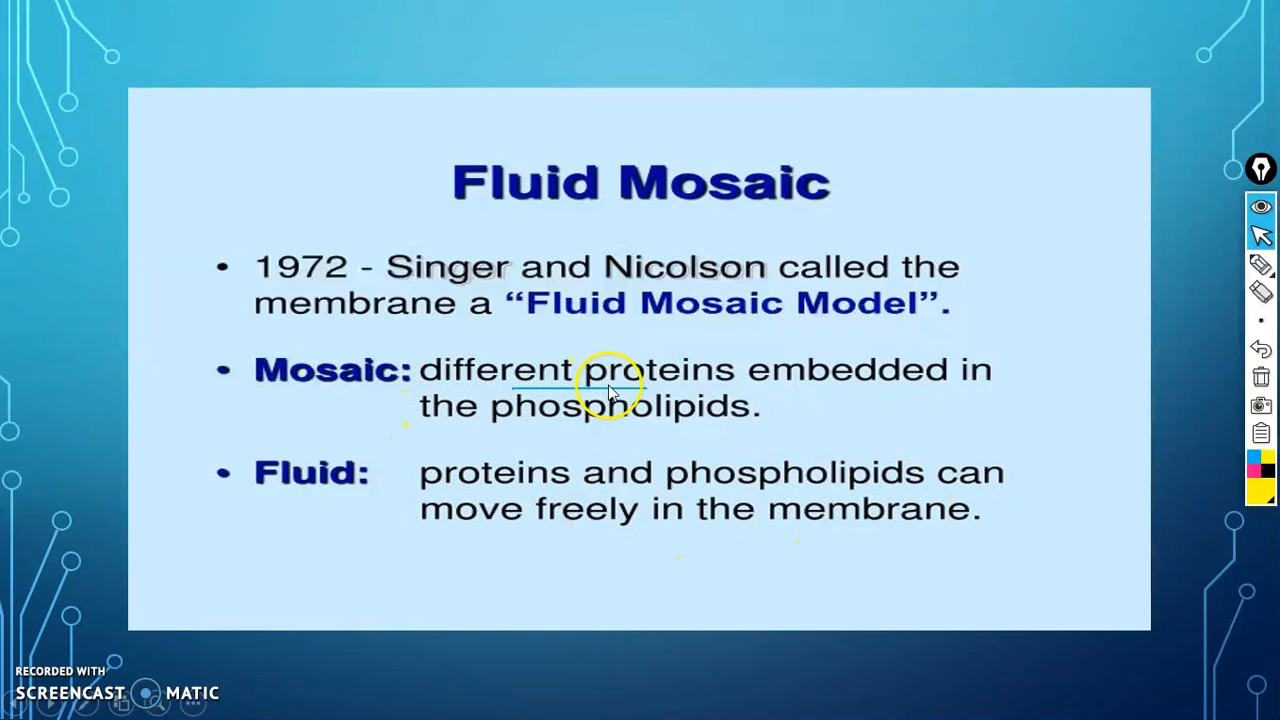 Fluid Mosaic
• 1972 - Singer and Nicolson called the
membrane a “Fluid Mosaic Model”.
• Mosaic: different proteins embedded in
the phospholipids.
• Fluid: proteins and phospholipids can
move freely in the membrane.
RECORDED WITH
SCREENCAST MATIC